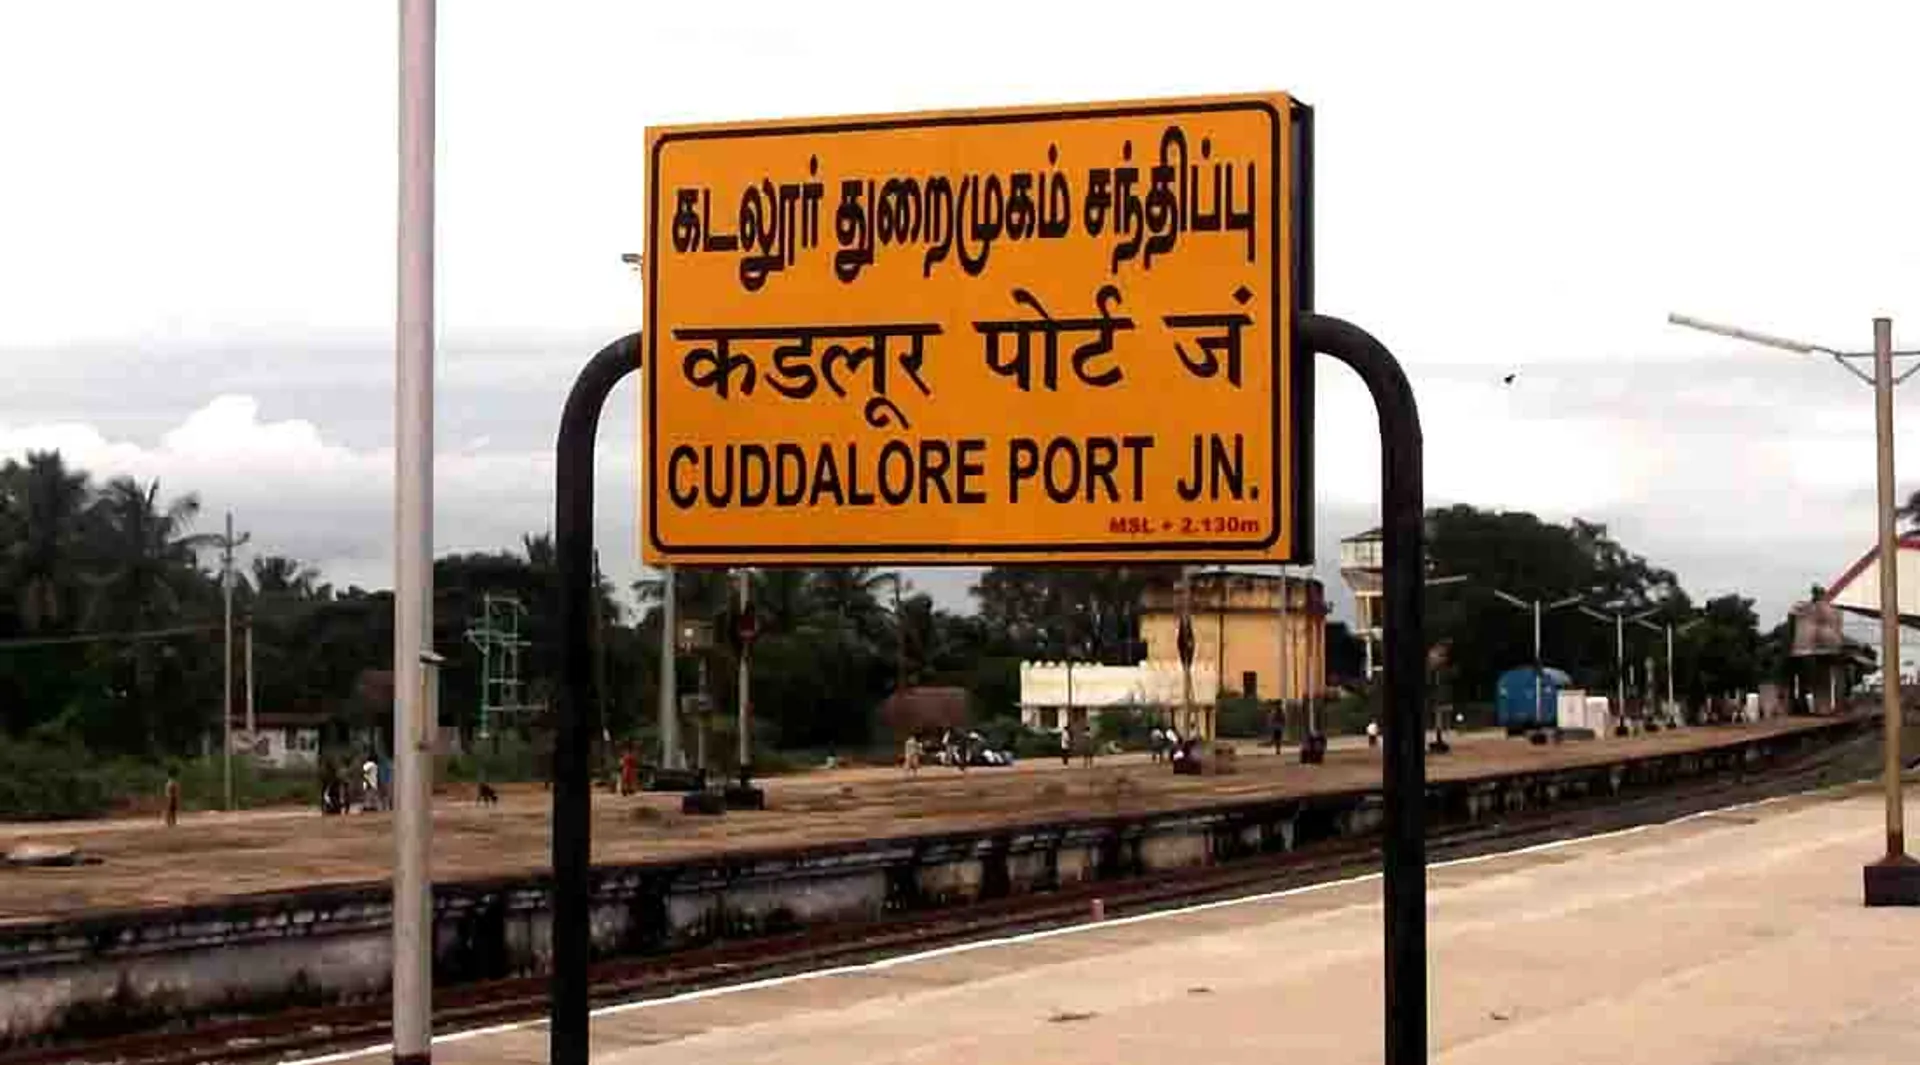 கடலூர் துறைமுகம் சந்திப்பு
कडलूर पोर्ट जं
CUDDALORE PORT JN.
MSL + 2.130m